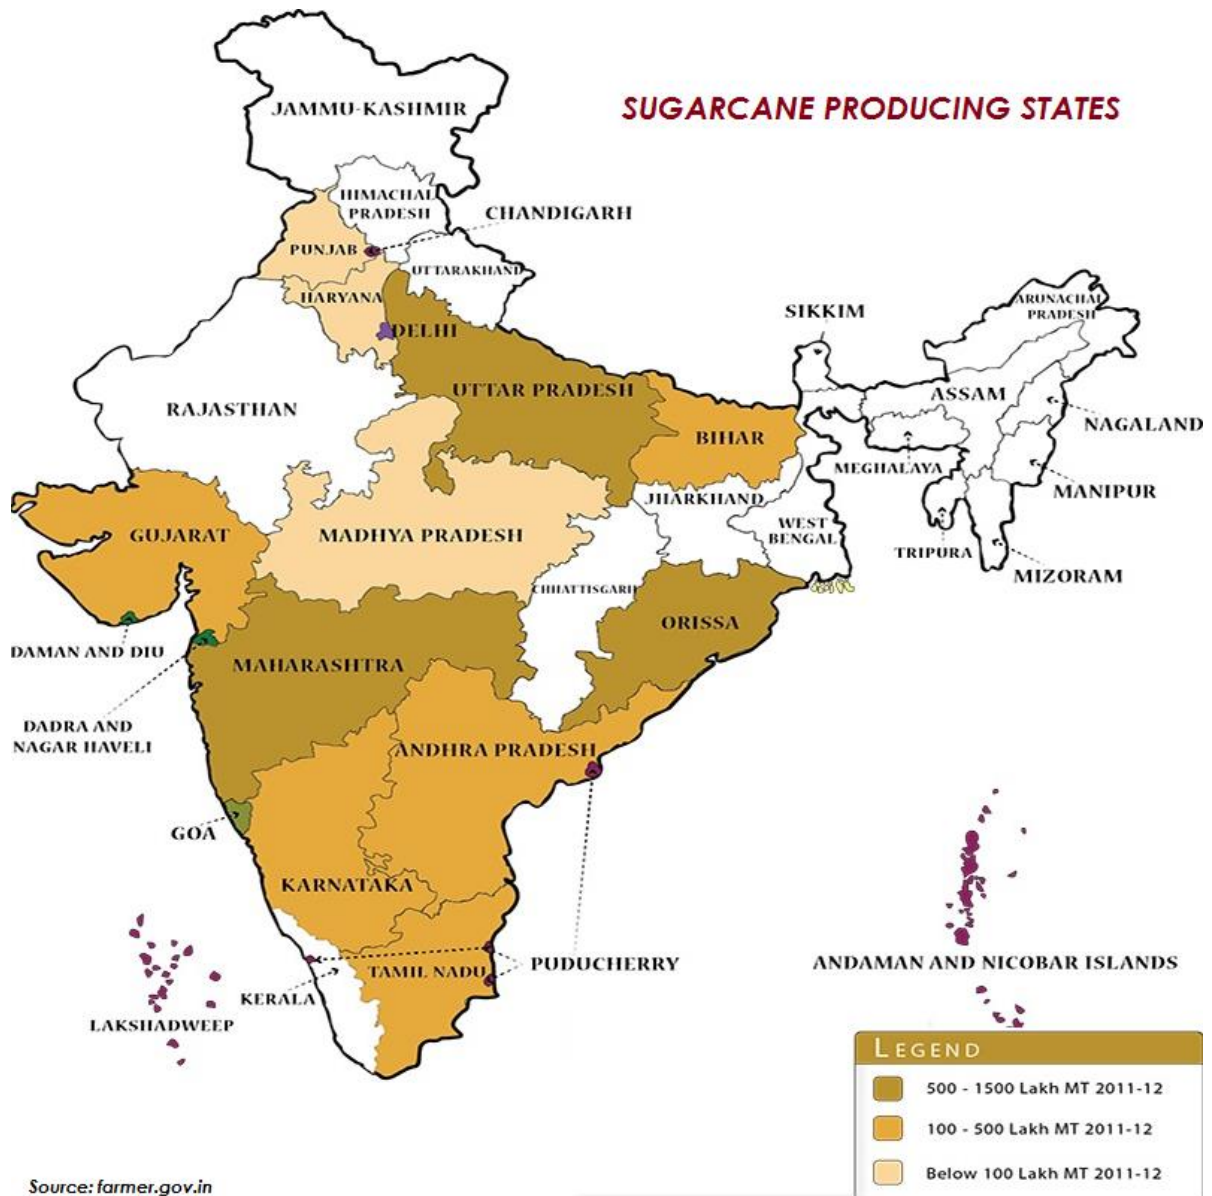 SUGARCANE PRODUCING STATES
JAMMU-KASHMIR
HIMACHAL
PRADESH
CHANDIGARH
PUNJAB
UTTARAKHAND
HARYANA
DELHI
SIKKIM
ARUNACHAL
PRADESH
UTTAR PRADESH
RAJASTHAN
ASSAM
NAGALAND
BIHAR
MEGHALAYA
MANIPUR
JHARKHAND
GUJARAT
MADHYA PRADESH
WEST
BENGAL
TRIPURA
MIZORAM
CHHATTISGARH
ORISSA
DAMAN AND DIU
MAHARASHTRA
DADRA AND
NAGAR HAVELI
ANDHRA PRADESH
GOA
KARNATAKA
PUDUCHERRY
TAMIL NADU
ANDAMAN AND NICOBAR ISLANDS
KERALA
LAKSHADWEEP
LEGEND
500 - 1500 Lakh MT 2011-12
100 - 500 Lakh MT 2011-12
Below 100 Lakh MT 2011-12
Source: farmer.gov.in